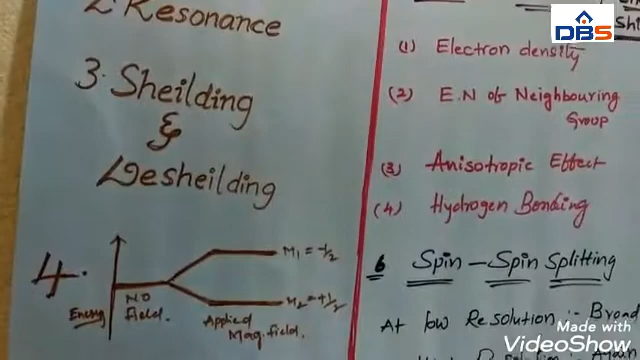 2. Resonance
3. Sheilding
&
Desheilding
4.
Energy
NO
field.
M₁ = -1/2
M₂ = +1/2
Applied
Mag. field.
DBS
Shi
(1) Electron density
(2) E.N of Neighbouring
Group
(3) Anisotropic Effect
(4) Hydrogen Bonding
6 Spin - Spin Splitting
At low Resolution :- Broad
Made with
VideoShow